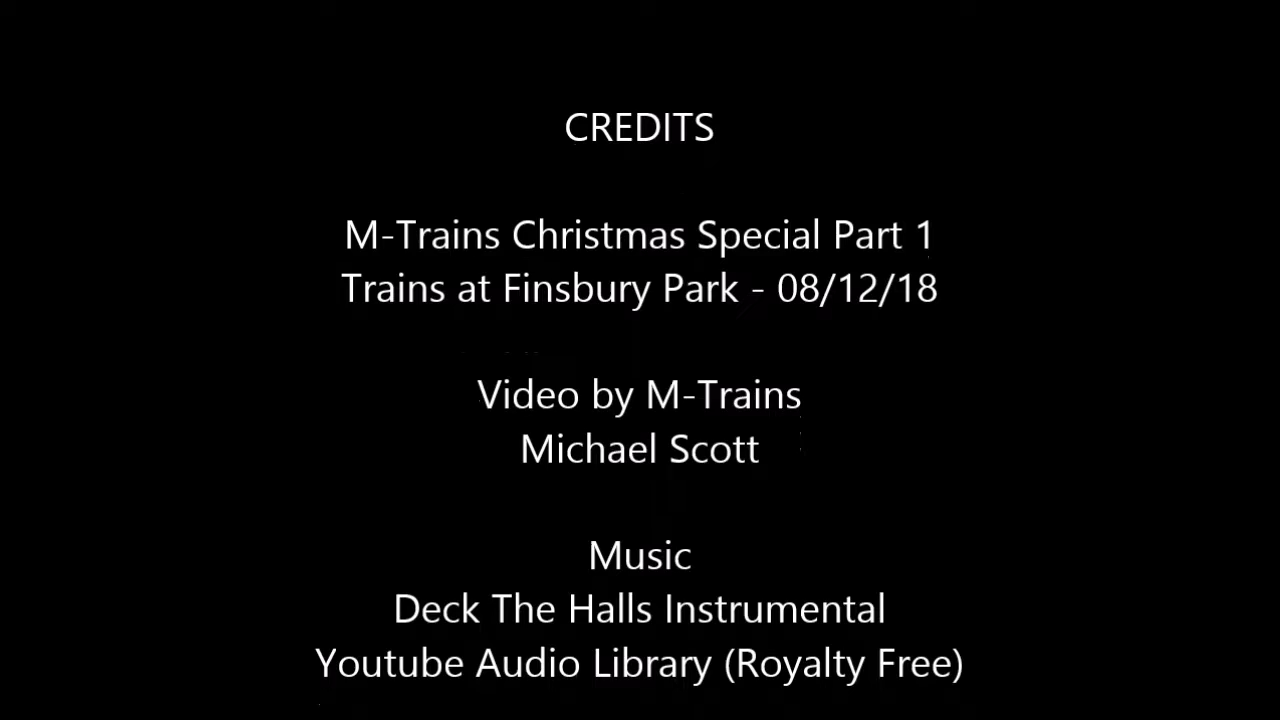 CREDITS
M-Trains Christmas Special Part 1
Trains at Finsbury Park - 08/12/18
Video by M-Trains
Michael Scott
Music
Deck The Halls Instrumental
Youtube Audio Library (Royalty Free)